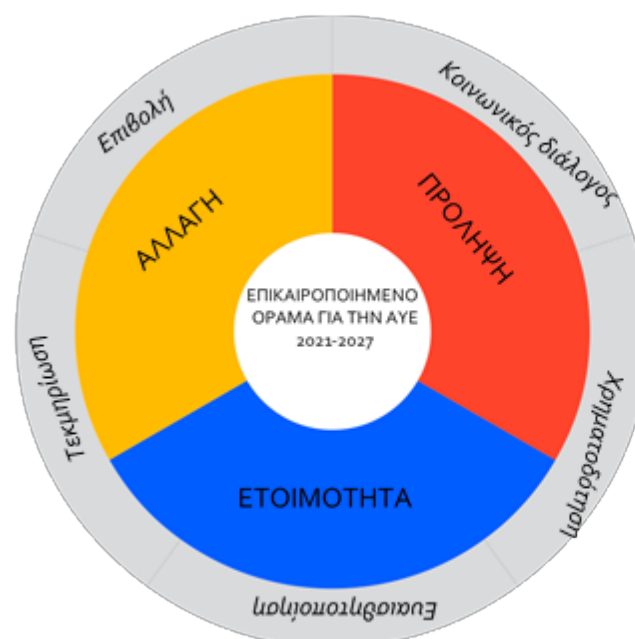 Επιβολή
Κοινωνικός διάλογος
ΑΛΛΑΓΗ
ΠΡΟΛΗΨΗ
ΕΠΙΚΑΙΡΟΠΟΙΗΜΕΝΟ
ΟΡΑΜΑ ΓΙΑ ΤΗΝ ΑΥΕ
2021-2027
Τεκμηρίωση
Χρηματοδότηση
ΕΤΟΙΜΟΤΗΤΑ
Ευαισθητοποίηση